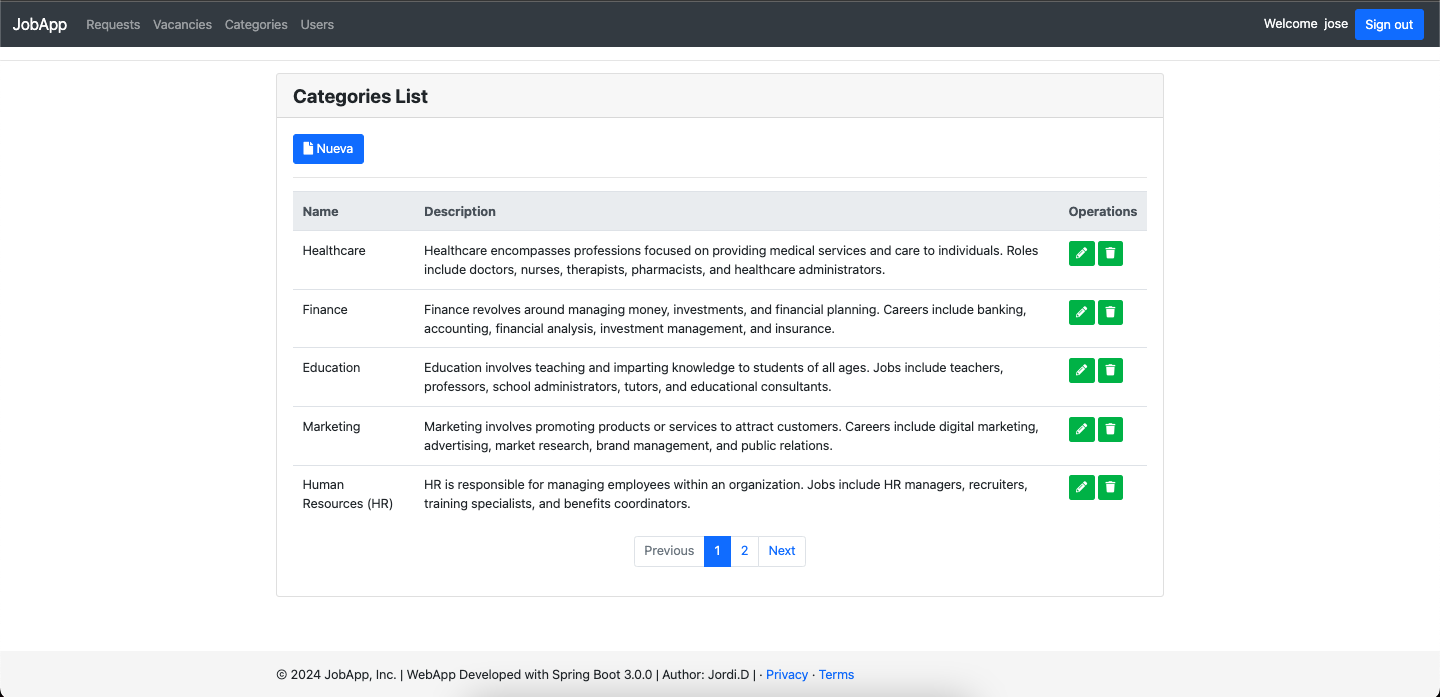 JobApp Requests Vacancies Categories Users Welcome jose Sign out
Categories List
Nueva
Name Description Operations
Healthcare Healthcare encompasses professions focused on providing medical services and care to individuals. Roles
include doctors, nurses, therapists, pharmacists, and healthcare administrators.
Finance Finance revolves around managing money, investments, and financial planning. Careers include banking,
accounting, financial analysis, investment management, and insurance.
Education Education involves teaching and imparting knowledge to students of all ages. Jobs include teachers,
professors, school administrators, tutors, and educational consultants.
Marketing Marketing involves promoting products or services to attract customers. Careers include digital marketing,
advertising, market research, brand management, and public relations.
Human HR is responsible for managing employees within an organization. Jobs include HR managers, recruiters,
Resources (HR) training specialists, and benefits coordinators.
Previous 1 2 Next
© 2024 JobApp, Inc. | WebApp Developed with Spring Boot 3.0.0 | Author: Jordi.D | · Privacy · Terms